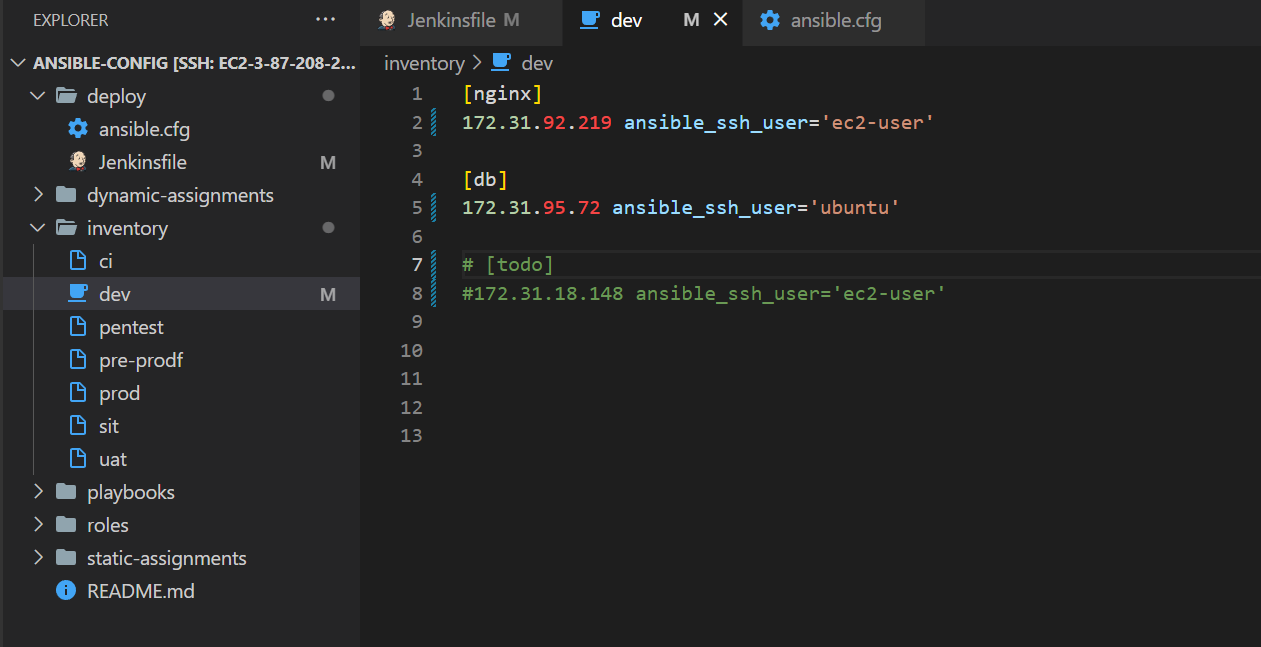 EXPLORER ···
ANSIBLE-CONFIG [SSH: EC2-3-87-208-2...
deploy
ansible.cfg
Jenkinsfile M
dynamic-assignments
inventory
ci
dev M
pentest
pre-prodf
prod
sit
uat
playbooks
roles
static-assignments
README.md
Jenkinsfile M
dev M
ansible.cfg
inventory > dev
1 [nginx]
2 172.31.92.219 ansible_ssh_user='ec2-user'
3
4 [db]
5 172.31.95.72 ansible_ssh_user='ubuntu'
6
7 # [todo]
8 #172.31.18.148 ansible_ssh_user='ec2-user'
9
10
11
12
13